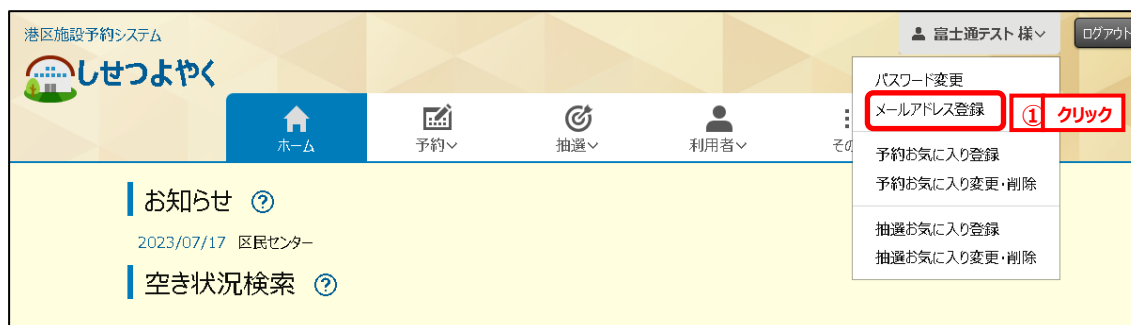 港区施設予約システム
しせつよやく
富士通テスト 様
ログアウト
パスワード変更
メールアドレス登録
① クリック
予約お気に入り登録
予約お気に入り変更・削除
抽選お気に入り登録
抽選お気に入り変更・削除
ホーム
予約
抽選
利用者
その
お知らせ ?
2023/07/17 区民センター
空き状況検索 ?